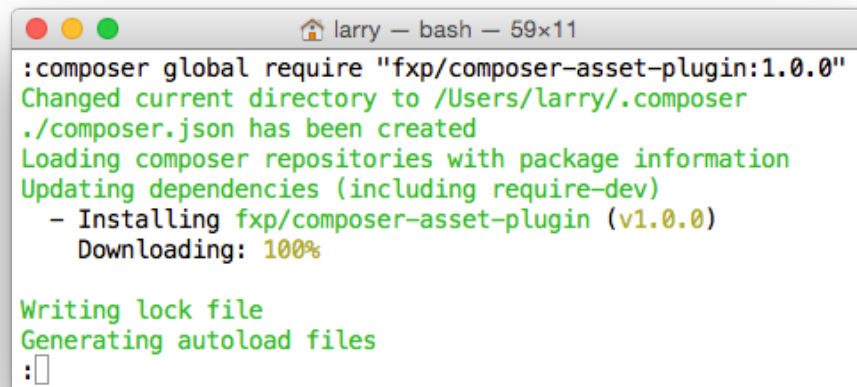 larry — bash — 59×11
:composer global require "fxp/composer-asset-plugin:1.0.0"
Changed current directory to /Users/larry/.composer
./composer.json has been created
Loading composer repositories with package information
Updating dependencies (including require-dev)
  - Installing fxp/composer-asset-plugin (v1.0.0)
    Downloading: 100%
Writing lock file
Generating autoload files
: